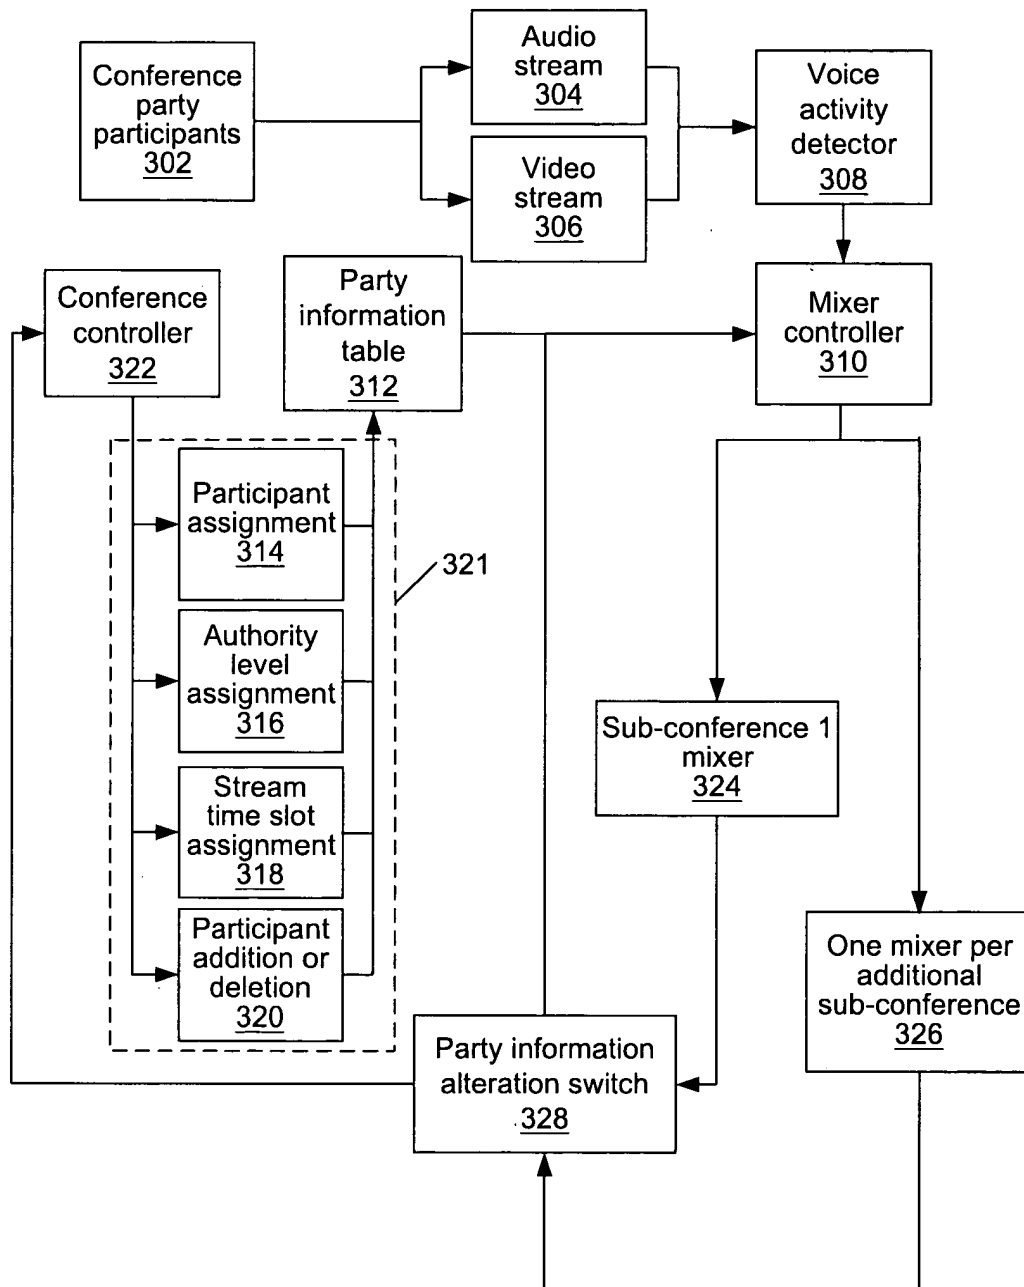 Conference
party
participants
302
Audio
stream
304
Video
stream
306
Voice
activity
detector
308
Conference
controller
322
Party
information
table
312
Mixer
controller
310
Participant
assignment
314
321
Authority
level
assignment
316
Stream
time slot
assignment
318
Participant
addition or
deletion
320
Sub-conference 1
mixer
324
One mixer per
additional
sub-conference
326
Party information
alteration switch
328